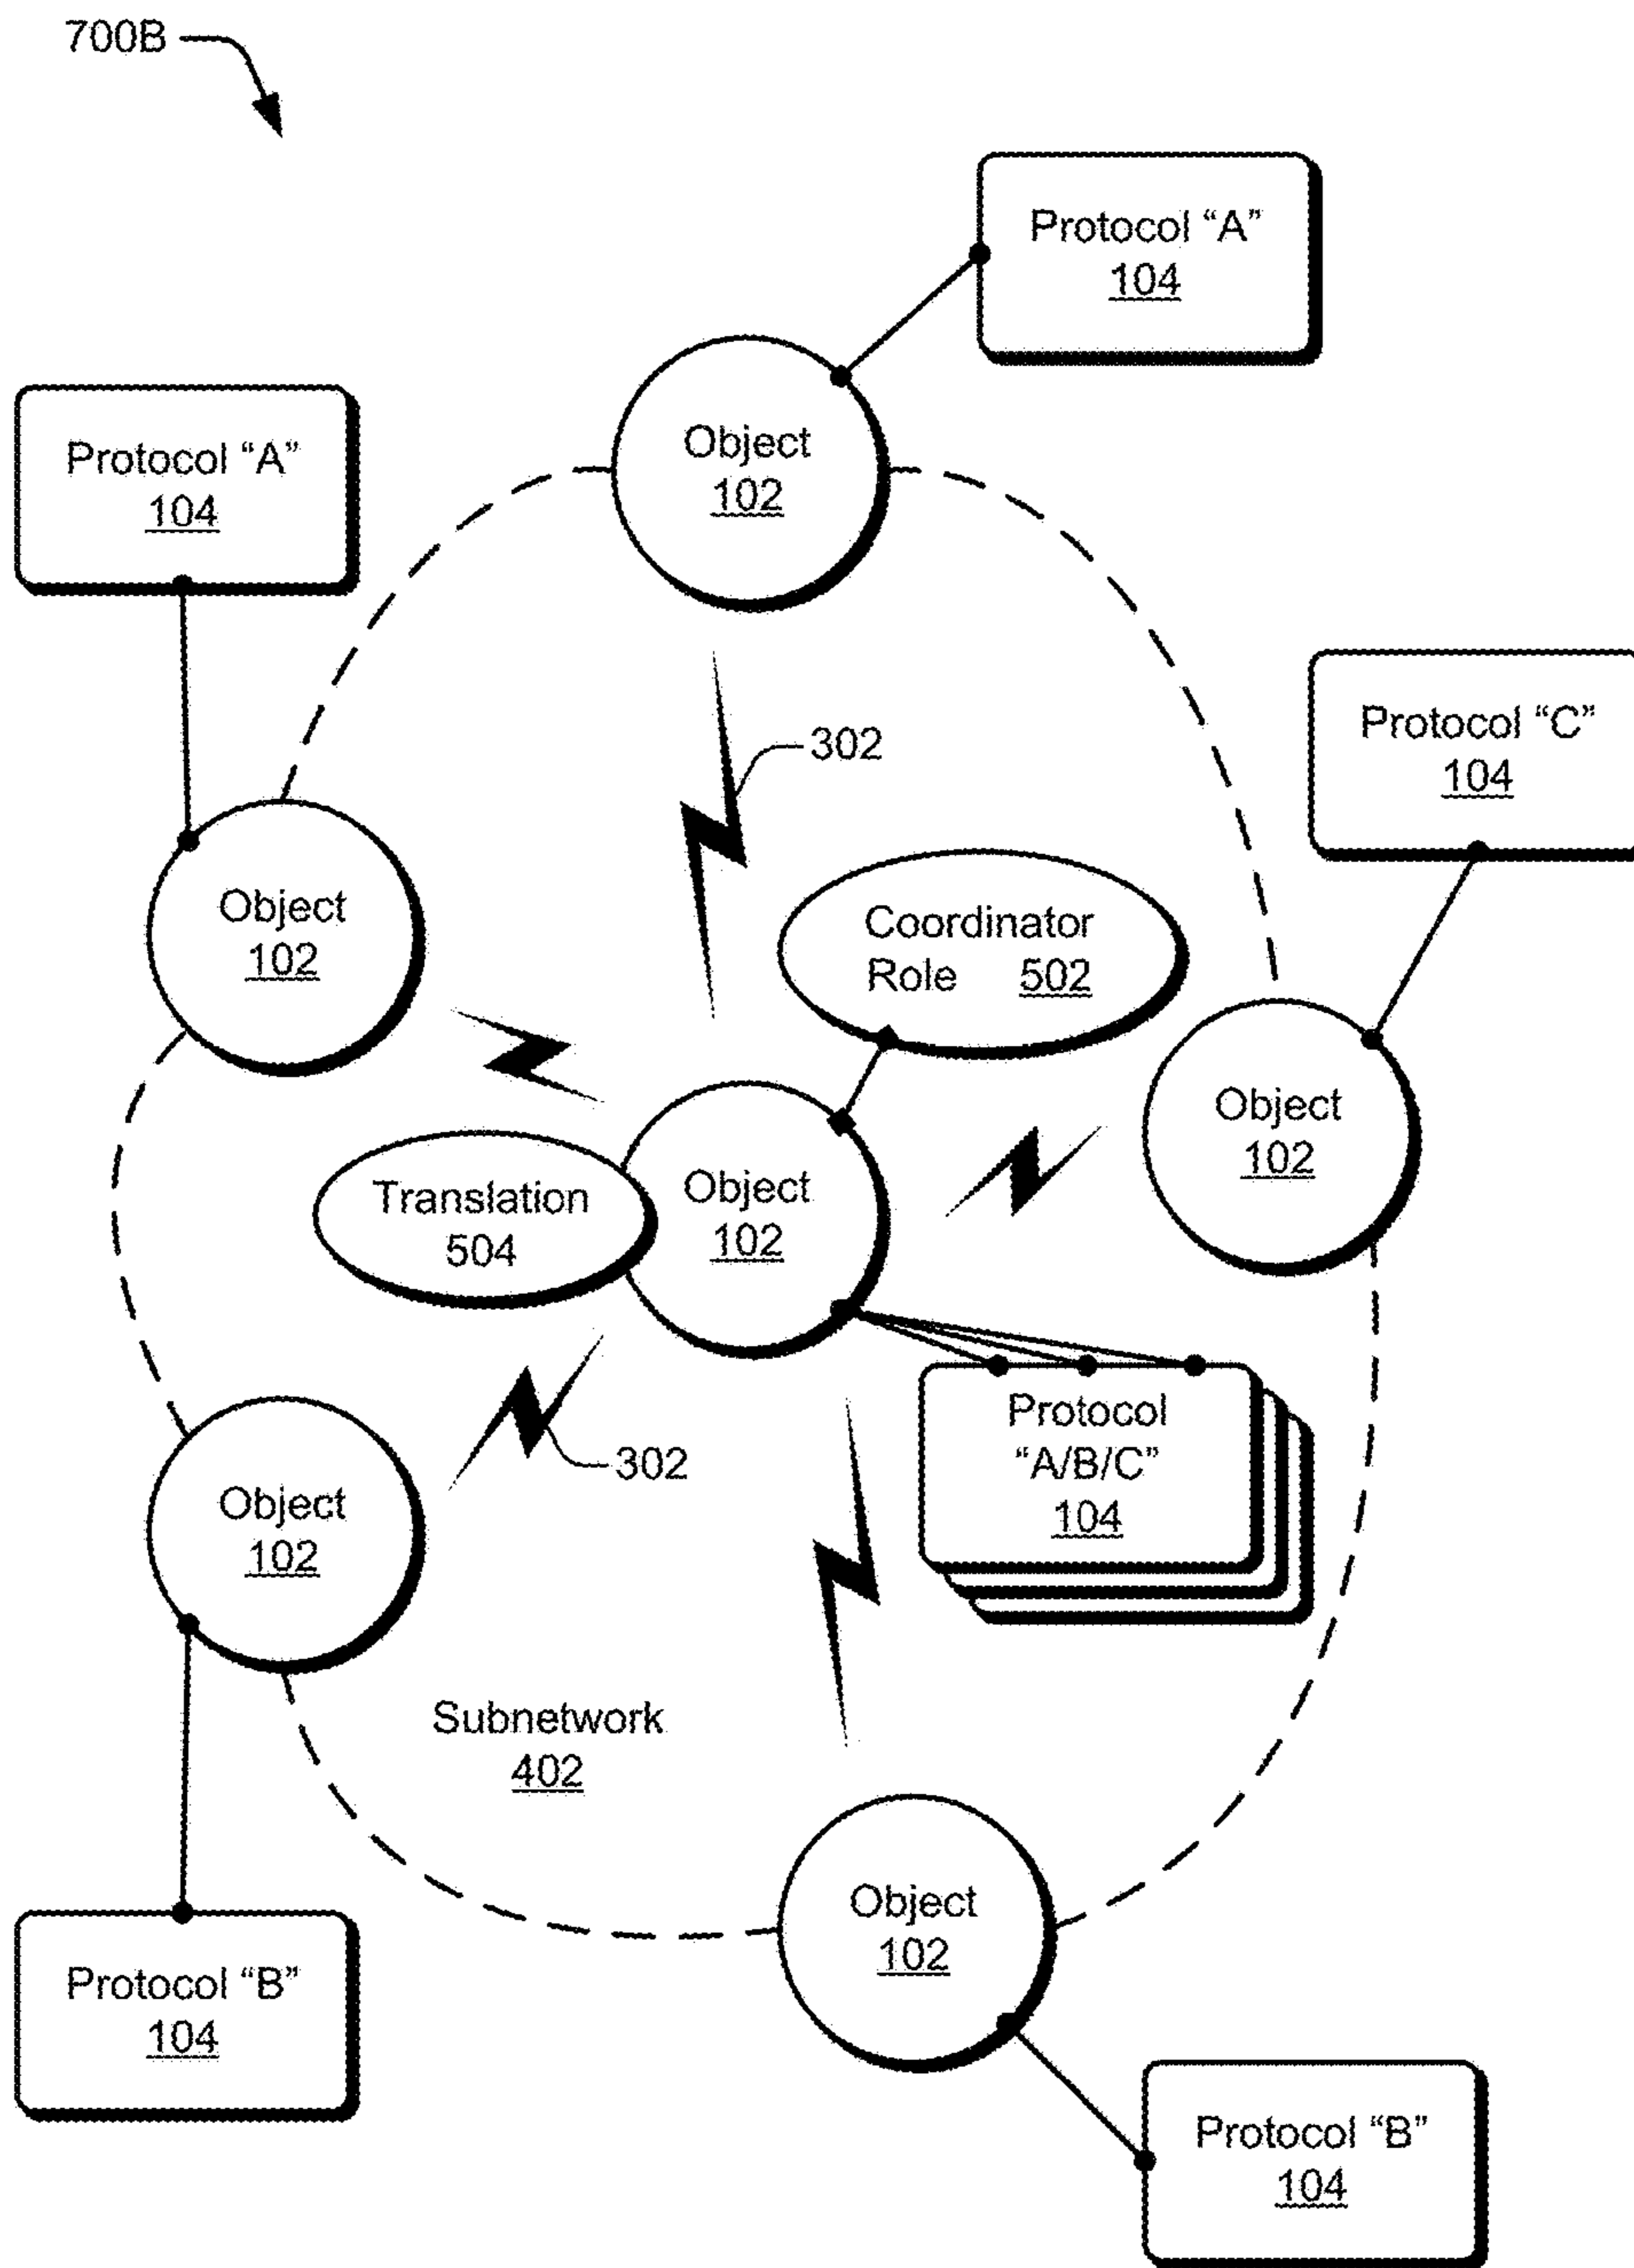 700B
Protocol “A”
104
Protocol “A”
104
Object
102
302
Protocol “C”
104
Object
102
Coordinator
Role 502
Object
102
Translation
504
Object
102
Protocol
“A/B/C”
104
302
Object
102
Subnetwork
402
Object
102
Protocol “B”
104
Protocol “B”
104